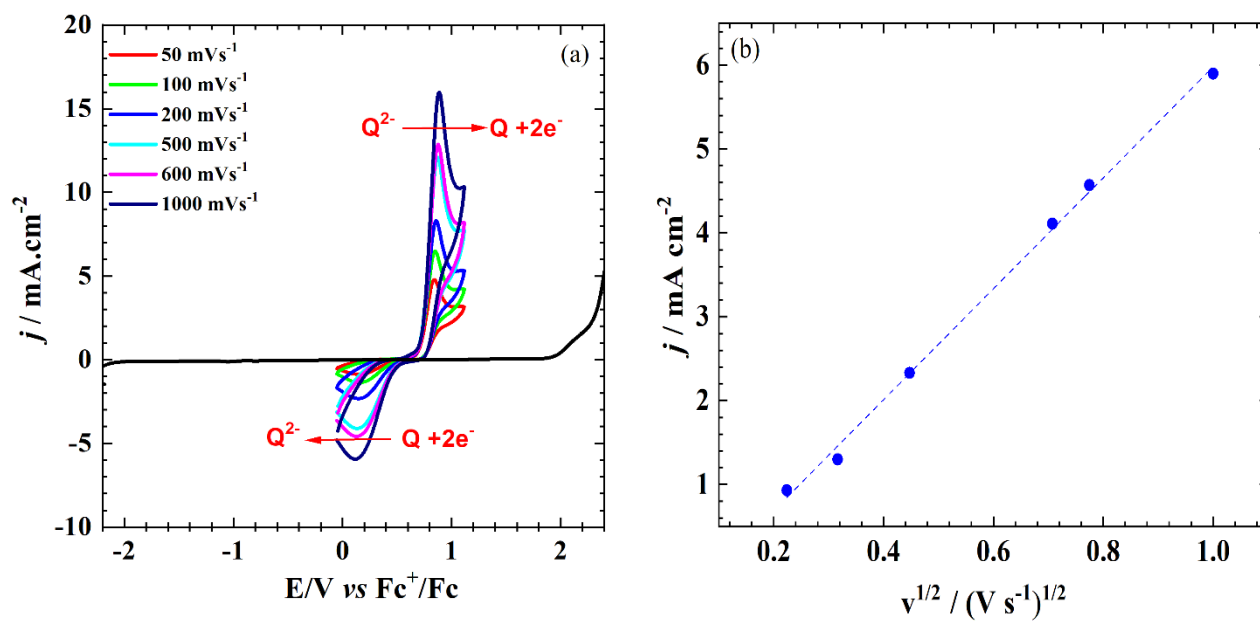 (a)
50 mVs⁻¹
100 mVs⁻¹
200 mVs⁻¹
500 mVs⁻¹
600 mVs⁻¹
1000 mVs⁻¹
Q²⁻ Q +2e⁻
Q²⁻ Q +2e⁻
20
15
10
5
0
-5
-10
j / mA.cm⁻²
-2 -1 0 1 2
E/V vs Fc⁺/Fc
(b)
6
5
4
3
2
1
j / mA cm⁻²
0.2 0.4 0.6 0.8 1.0
v¹/² / (V s⁻¹)¹/²